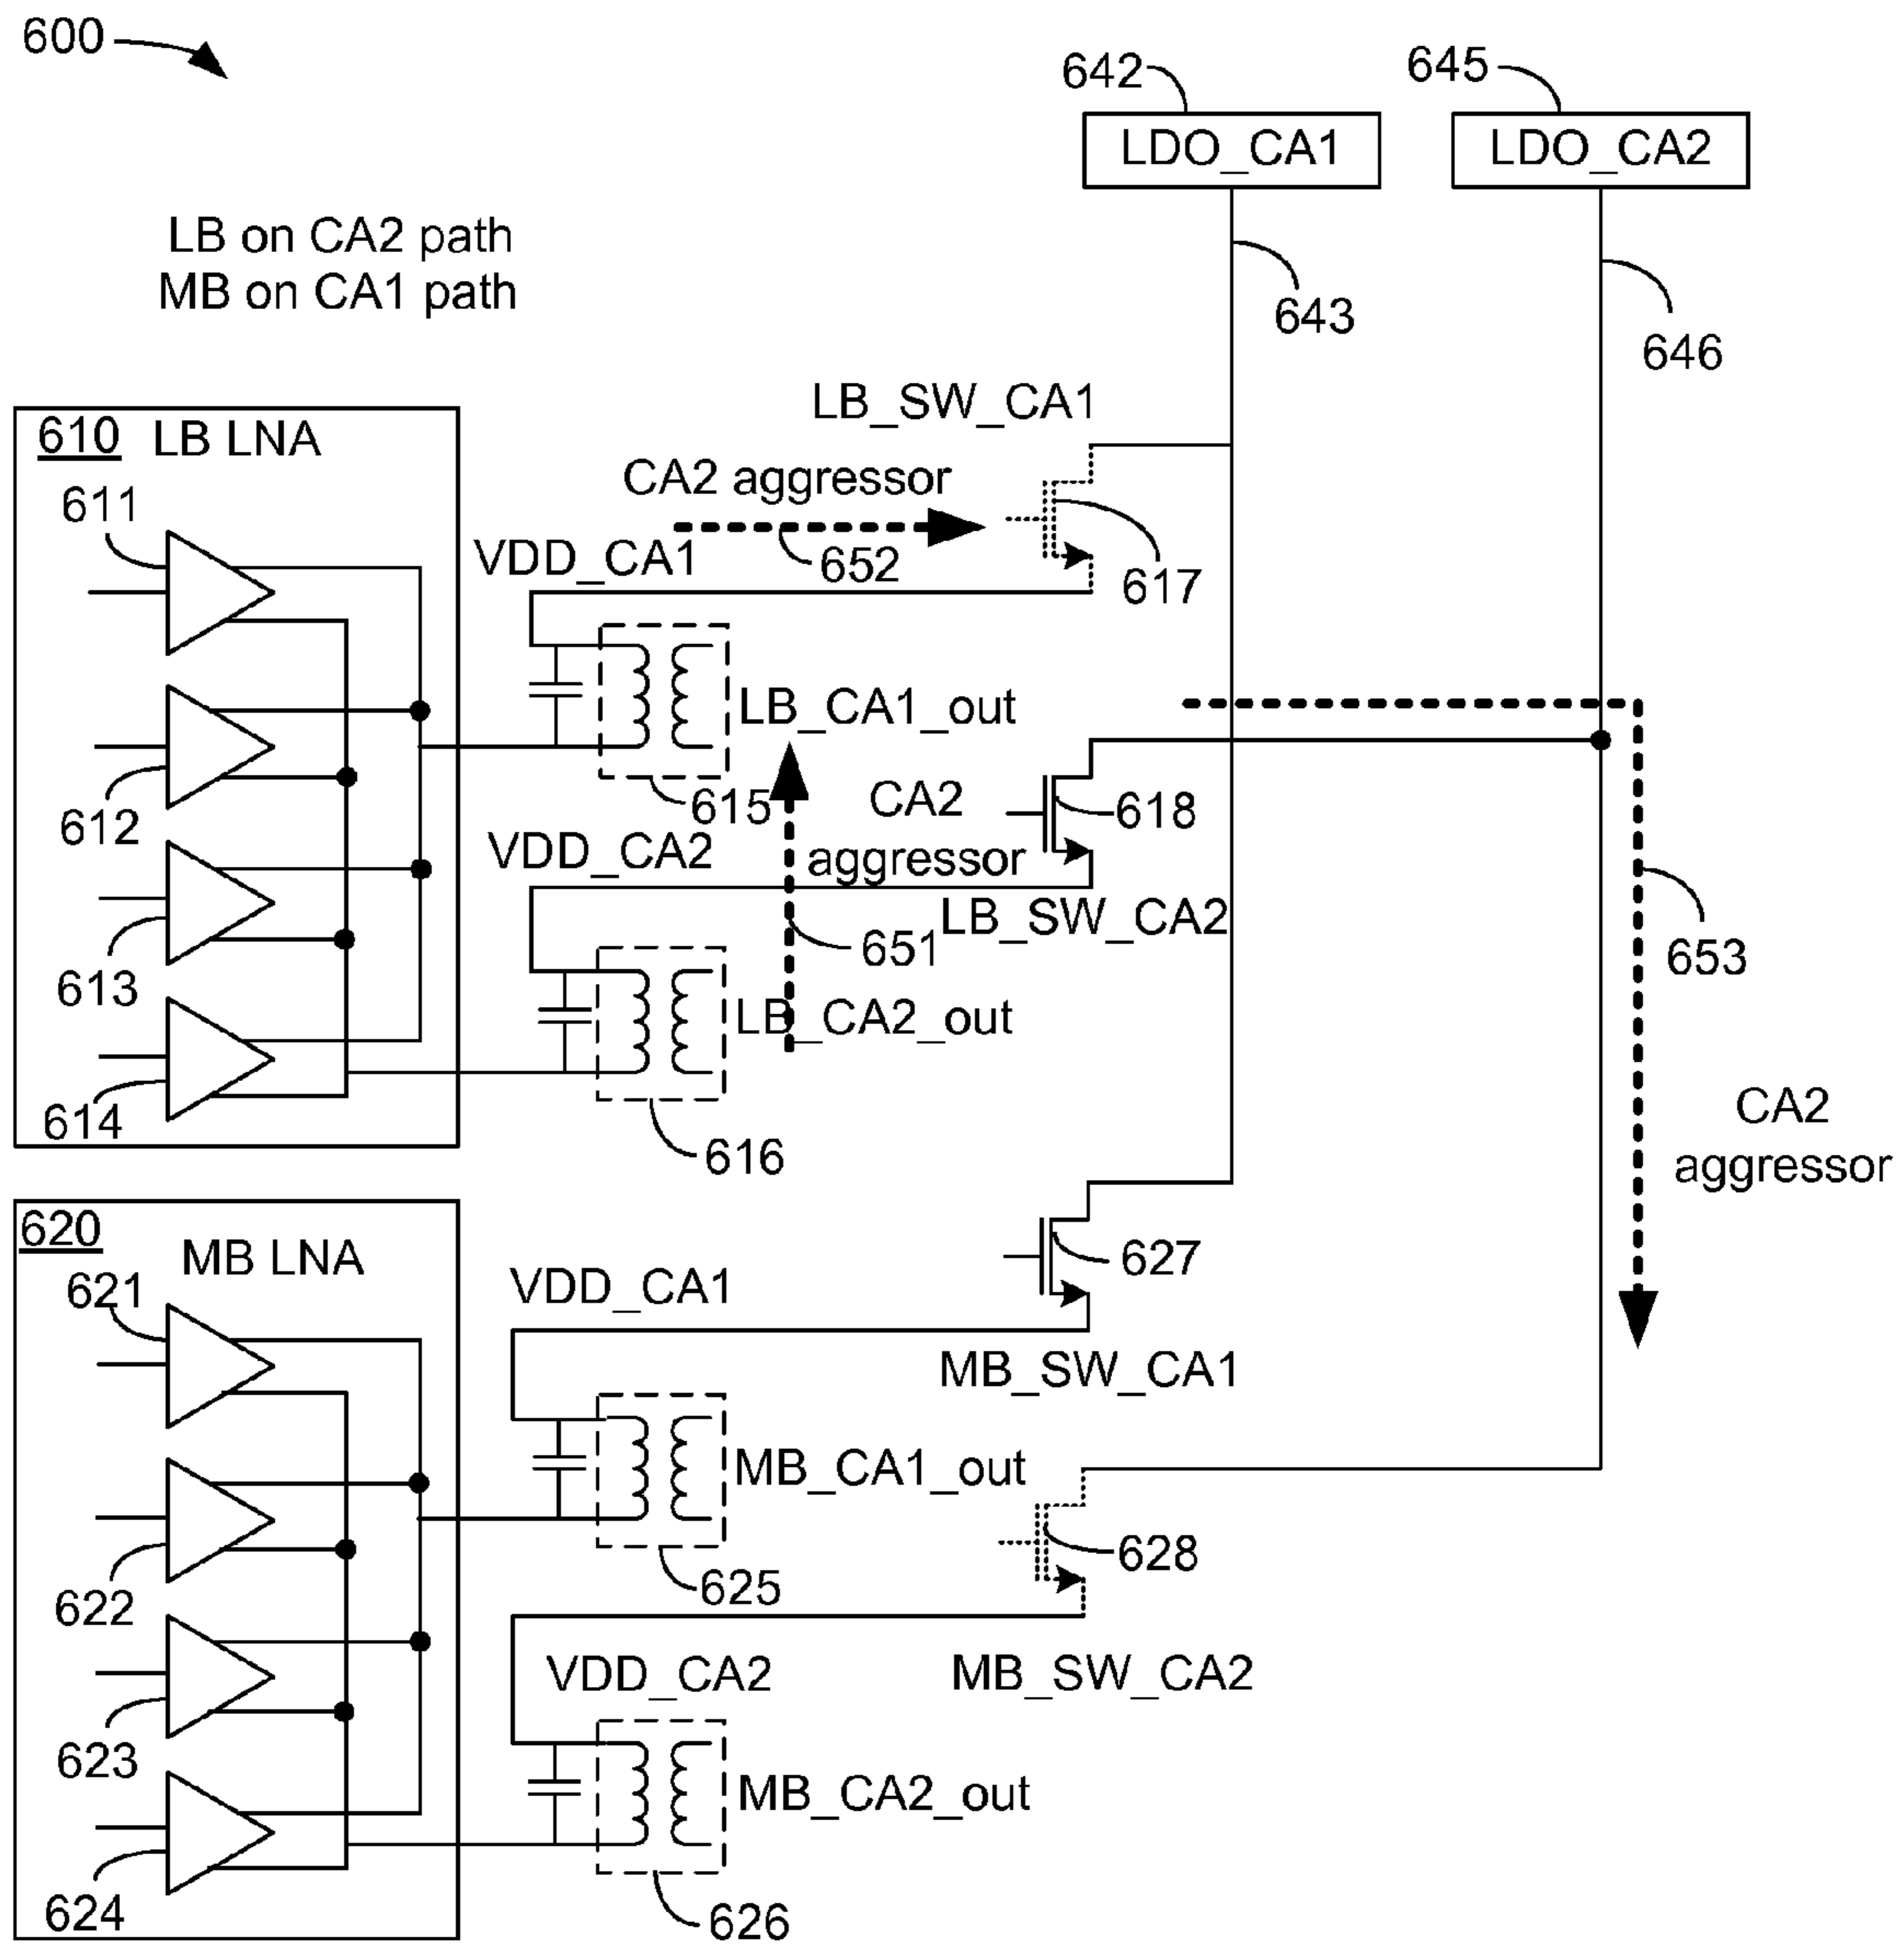 600
642
645
LDO_CA1
LDO_CA2
LB on CA2 path
MB on CA1 path
643
646
LB_SW_CA1
610 LB LNA
CA2 aggressor
611
VDD_CA1
652
617
LB_CA1_out
615
CA2
aggressor
618
612
VDD_CA2
LB_SW_CA2
651
653
613
LB_CA2_out
614
616
CA2
aggressor
620
MB LNA
627
621
VDD_CA1
MB_SW_CA1
MB_CA1_out
628
625
622
VDD_CA2
MB_SW_CA2
623
MB_CA2_out
624
626